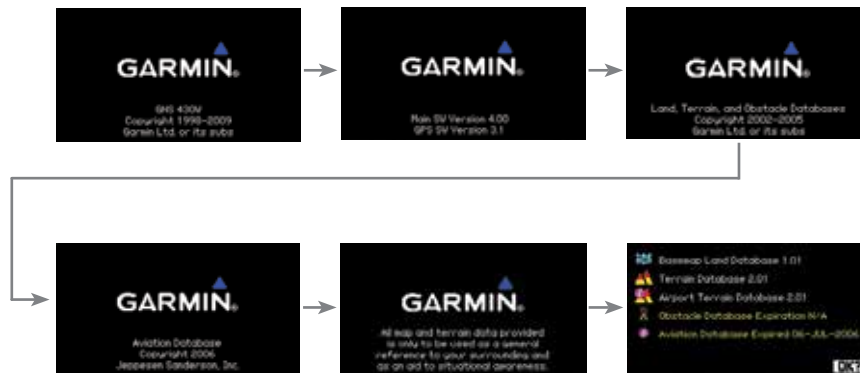 GARMIN®
GNS 430W
Copyright 1998-2009
Garmin Ltd. or its subs
GARMIN®
Main SW Version 4.00
GPS SW Version 3.1
GARMIN®
Land, Terrain, and Obstacle Databases
Copyright 2002-2005
Garmin Ltd. or its subs
GARMIN®
Aviation Database
Copyright 2006
Jeppesen Sanderson, Inc.
GARMIN®
All map and terrain data provided
is only to be used as a general
reference to your surrounding and
as an aid to situational awareness.
Basemap Land Database 1.01
Terrain Database 2.01
Airport Terrain Database 2.01
Obstacle Database Expiration N/A
Aviation Database Expired 06-JUL-2006
OK?